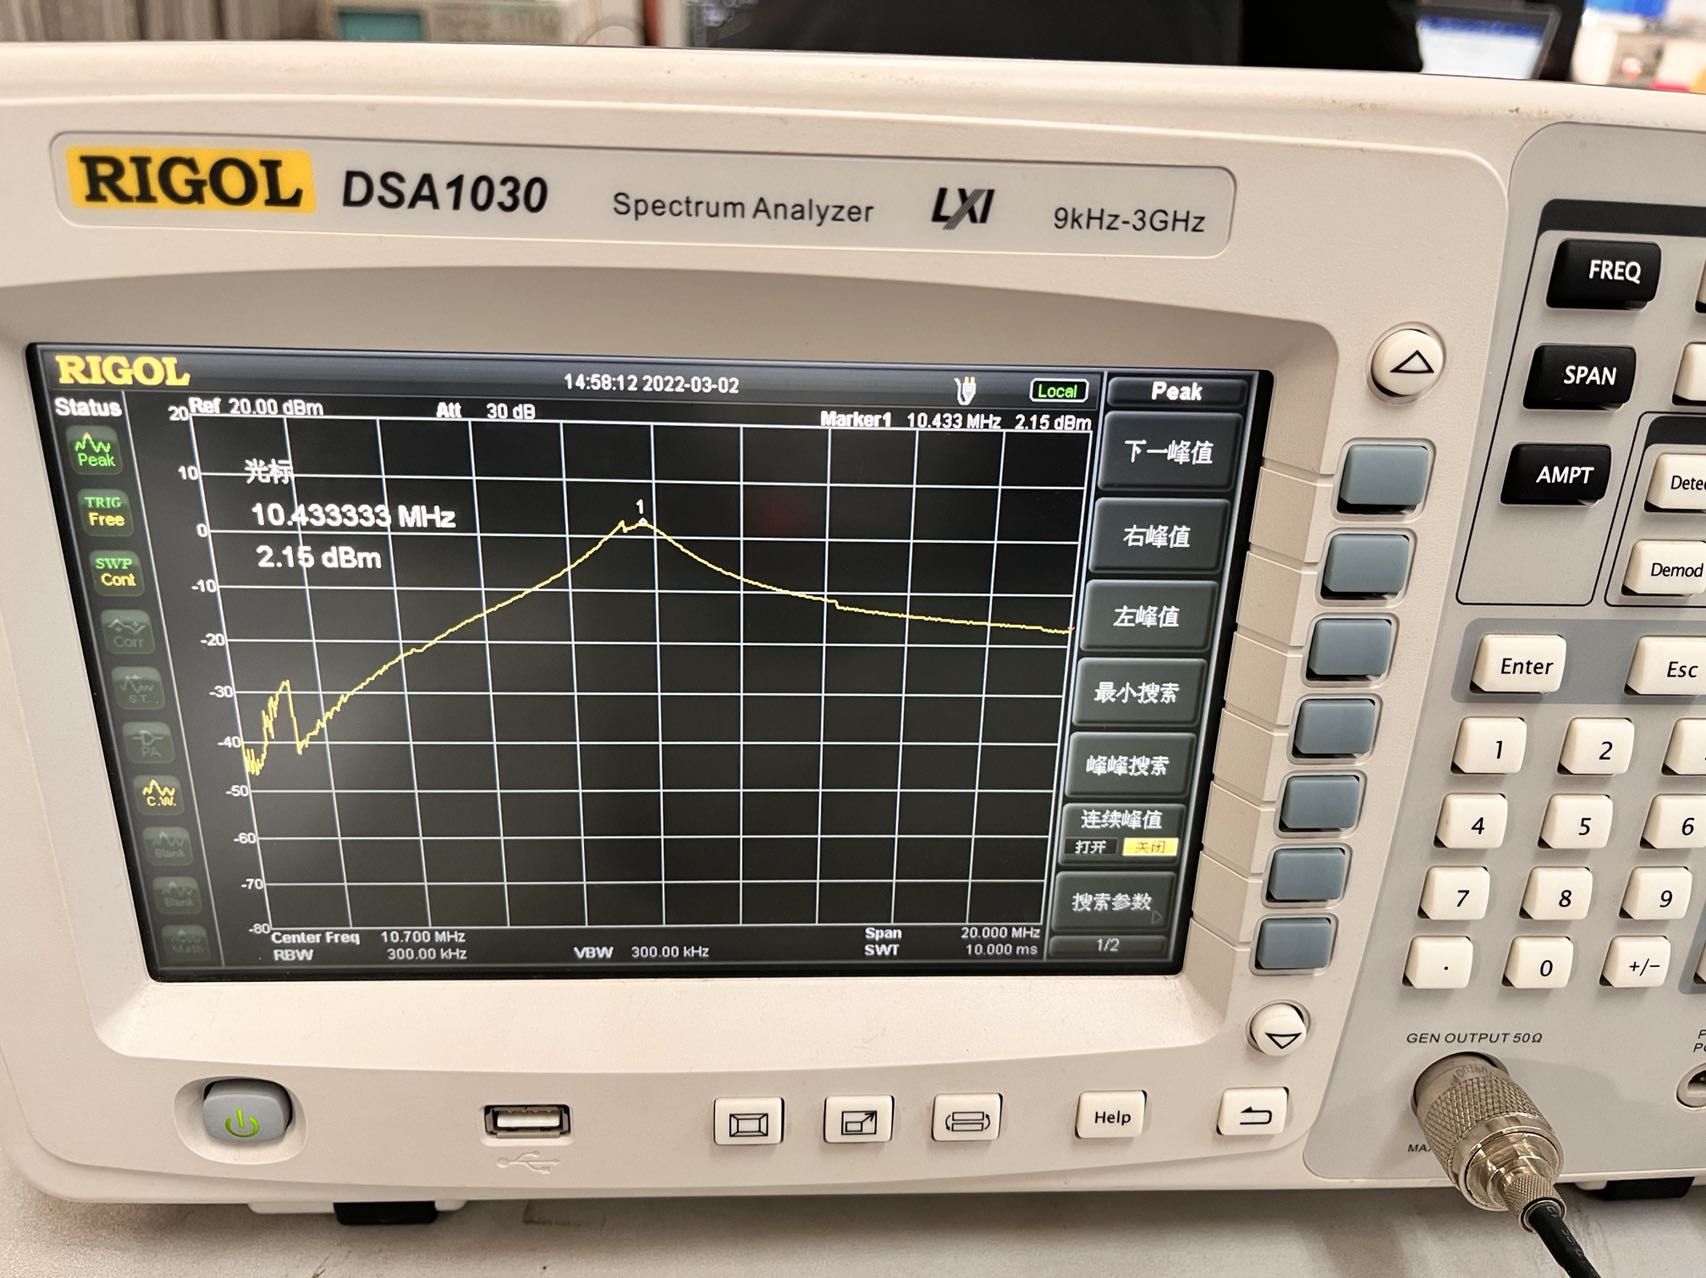 RIGOL DSA1030 Spectrum Analyzer LXI 9kHz-3GHz
RIGOL 14:58:12 2022-03-02 Local Peak
Status Ref 20.00 dBm Att 30 dB Marker1 10.433 MHz 2.15 dBm
20
10
0
-10
-20
-30
-40
-50
-60
-70
-80
光标
10.433333 MHz
2.15 dBm
1
Peak
TRIG
Free
SWP
Cont
Corr
S.T.
PA
C.W.
Blank
Blank
Math
Center Freq 10.700 MHz Span 20.000 MHz
RBW 300.00 kHz VBW 300.00 kHz SWT 10.000 ms
下一峰值
右峰值
左峰值
最小搜索
峰峰搜索
连续峰值
打开 关闭
搜索参数
1/2
FREQ
SPAN
AMPT
Demod
Enter Esc
1 2
4 5 6
7 8 9
. 0 +/−
GEN OUTPUT 50Ω
Help